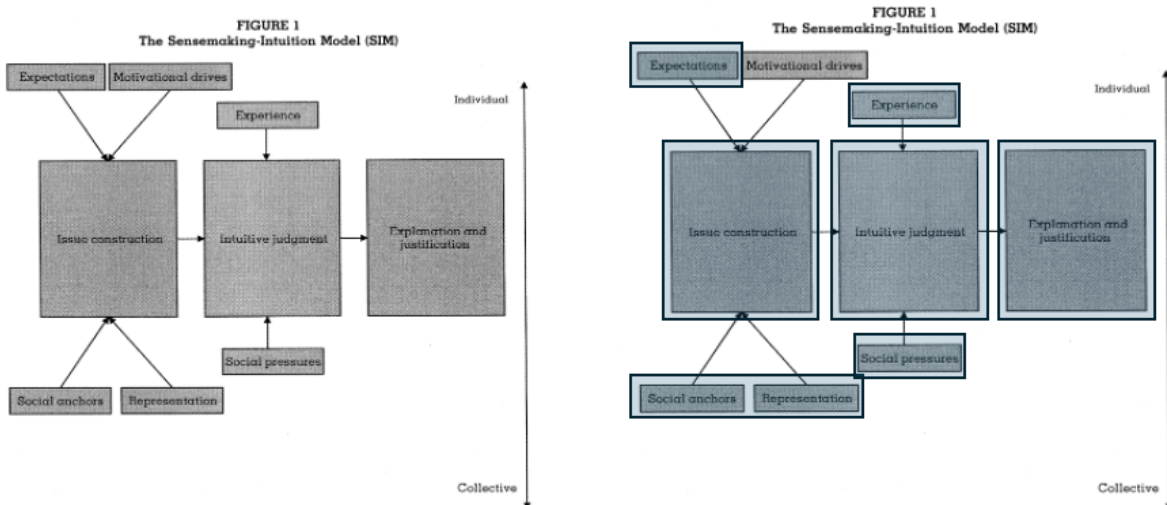 FIGURE 1
The Sensemaking-Intuition Model (SIM)
Expectations
Motivational drives
Individual
Experience
Issue construction
Intuitive judgment
Explanation and
justification
Social pressures
Social anchors
Representation
Collective
FIGURE 1
The Sensemaking-Intuition Model (SIM)
Expectations
Motivational drives
Individual
Experience
Issue construction
Intuitive judgment
Explanation and
justification
Social pressures
Social anchors
Representation
Collective